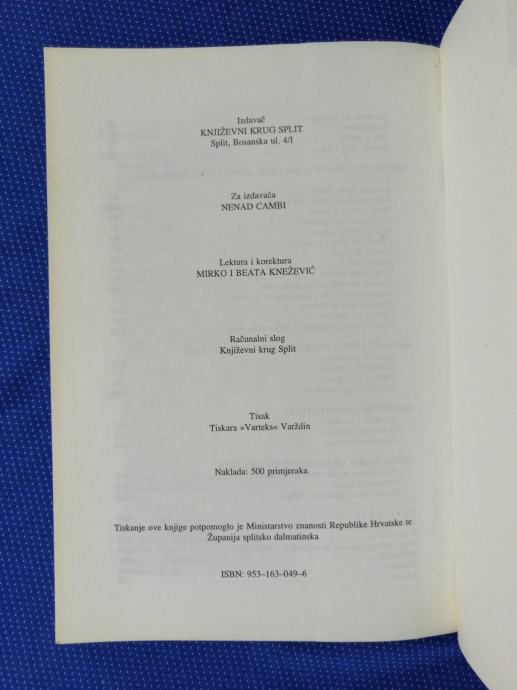 Izdavač
KNJIŽEVNI KRUG SPLIT
Split, Bosanska ul. 4/I
Za izdavača
NENAD CAMBI
Lektura i korektura
MIRKO I BEATA KNEŽEVIĆ
Računalni slog
Književni krug Split
Tisak
Tiskara »Varteks« Varždin
Naklada: 500 primjeraka
Tiskanje ove knjige potpomoglo je Ministarstvo znanosti Republike Hrvatske te
Županija splitsko dalmatinska
ISBN: 953–163–049–6